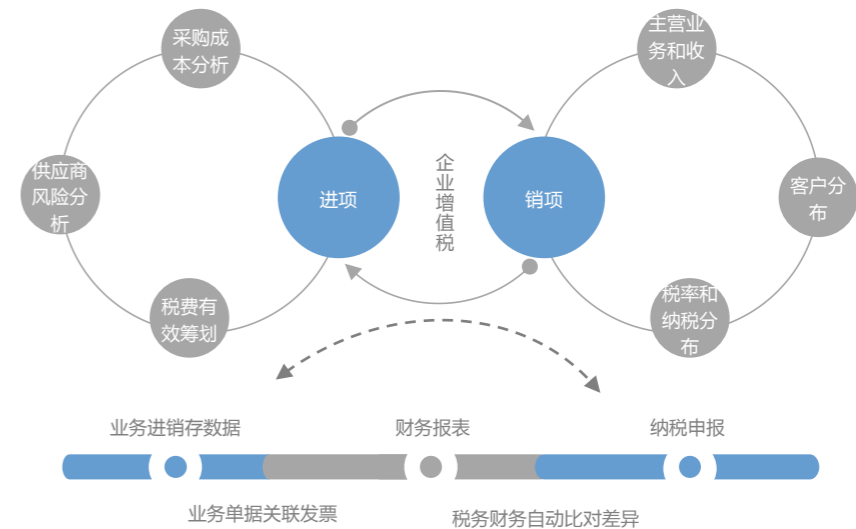 采购成
本分析
主营业
务和收
入
供应商
风险分
析
进项
企
业
增
值
税
销项
客户分
布
税费有
效筹划
税率和
纳税分
布
业务进销存数据
财务报表
纳税申报
业务单据关联发票
税务财务自动比对差异